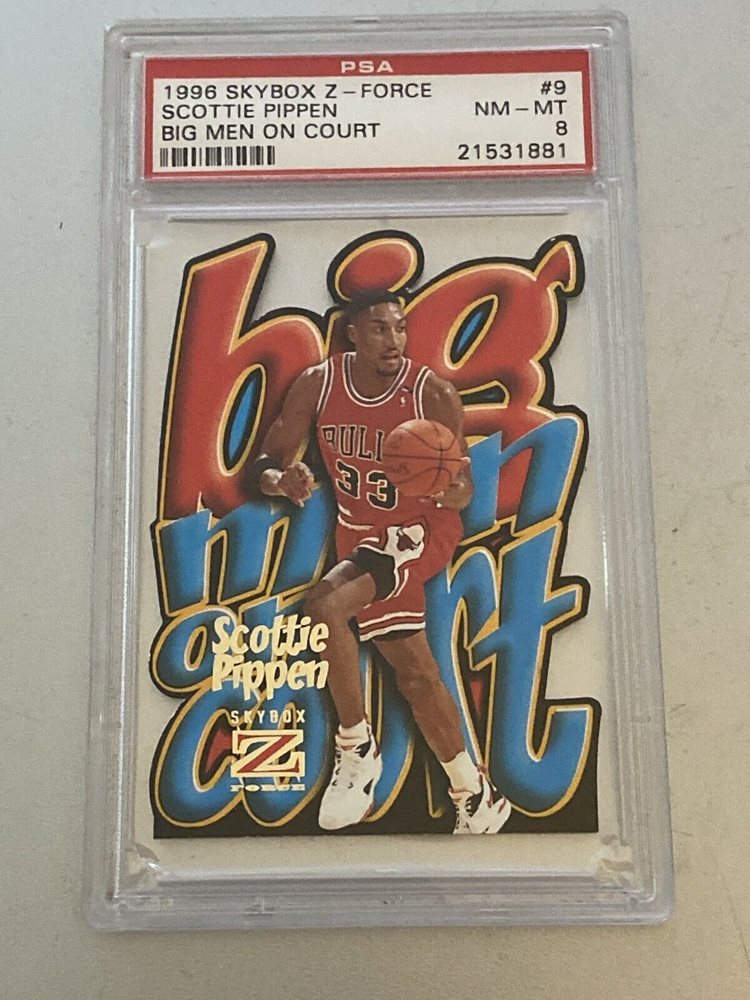 PSA
1996 SKYBOX Z-FORCE #9
SCOTTIE PIPPEN NM-MT
BIG MEN ON COURT 8
21531881
big
men
on
court
BULL
33
Scottie
Pippen
SKYBOX
Z
FORCE